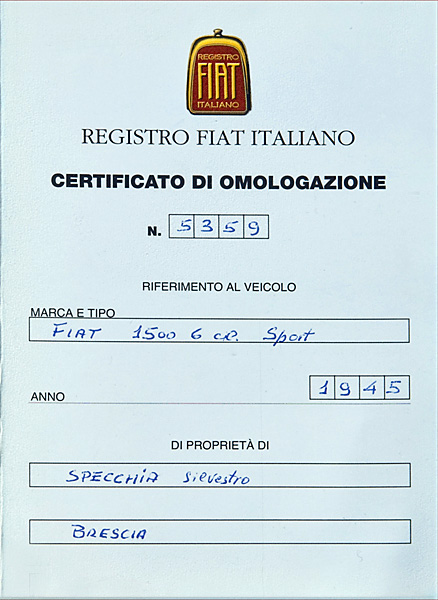 REGISTRO
FIAT
ITALIANO
REGISTRO FIAT ITALIANO
CERTIFICATO DI OMOLOGAZIONE
N. 5359
RIFERIMENTO AL VEICOLO
MARCA E TIPO
FIAT 1500 6 cil. Sport
ANNO 1945
DI PROPRIETÀ DI
SPECCHIA Silvestro
BRESCIA